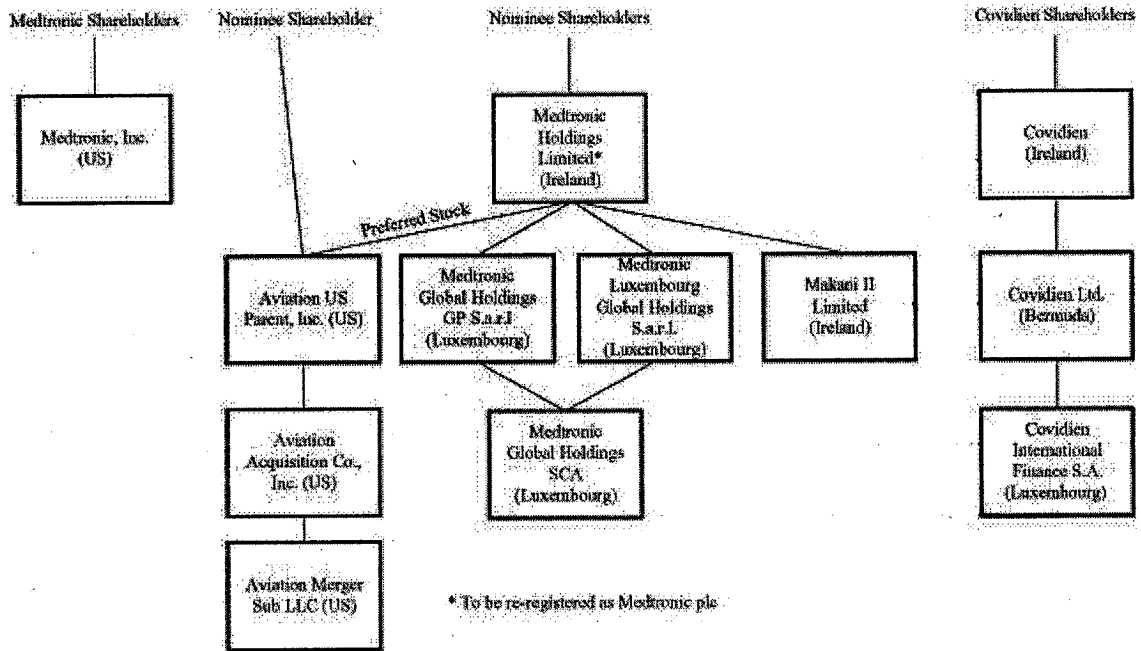 Medtronic Shareholders
Nominee Shareholder
Nominee Shareholders
Covidien Shareholders
Medtronic, Inc.
(US)
Medtronic
Holdings
Limited*
(Ireland)
Covidien
(Ireland)
Preferred Stock
Aviation US
Parent, Inc. (US)
Medtronic
Global Holdings
GP S.a.r.l
(Luxembourg)
Medtronic
Luxembourg
Global Holdings
S.a.r.l.
(Luxembourg)
Makani II
Limited
(Ireland)
Covidien Ltd.
(Bermuda)
Aviation
Acquisition Co.,
Inc. (US)
Medtronic
Global Holdings
SCA
(Luxembourg)
Covidien
International
Finance S.A.
(Luxembourg)
Aviation Merger
Sub LLC (US)
* To be re-registered as Medtronic plc